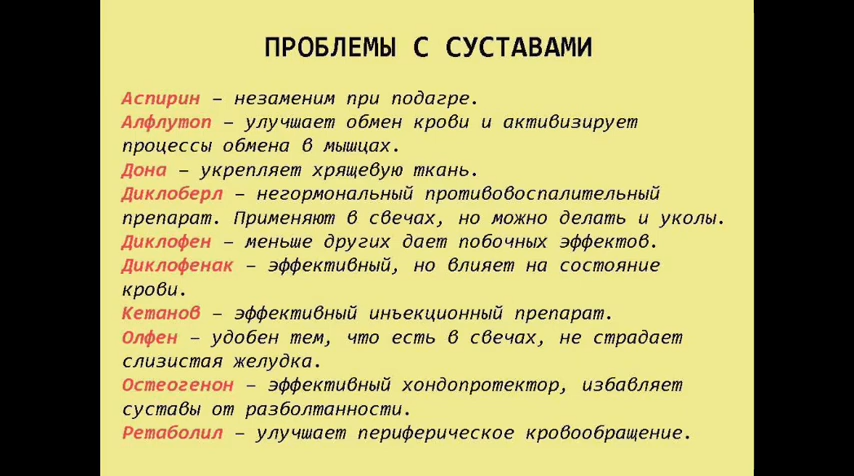 ПРОБЛЕМЫ С СУСТАВАМИ
Аспирин – незаменим при подагре.
Алфлутоп – улучшает обмен крови и активизирует
процессы обмена в мышцах.
Дона – укрепляет хрящевую ткань.
Диклоберл – негормональный противовоспалительный
препарат. Применяют в свечах, но можно делать и уколы.
Диклофен – меньше других дает побочных эффектов.
Диклофенак – эффективный, но влияет на состояние
крови.
Кетанов – эффективный инъекционный препарат.
Олфен – удобен тем, что есть в свечах, не страдает
слизистая желудка.
Остеогенон – эффективный хондопротектор, избавляет
суставы от разболтанности.
Ретаболил – улучшает периферическое кровообращение.